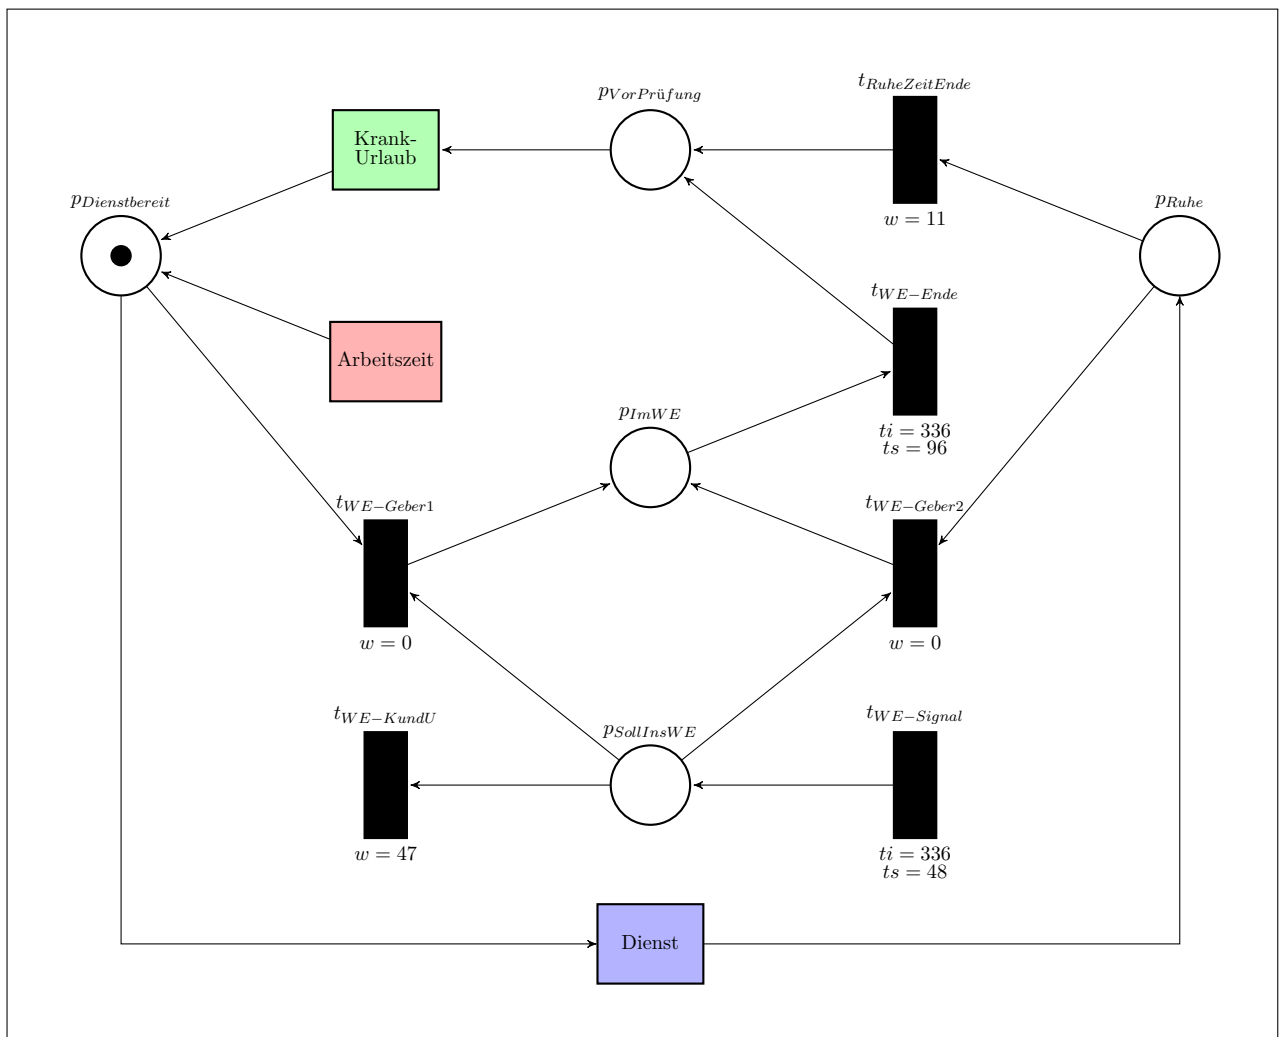 t_{RuheZeitEnde}
p_{VorPrüfung}
Krank-
Urlaub
p_{Dienstbereit}
p_{Ruhe}
w = 11
t_{WE-Ende}
Arbeitszeit
p_{ImWE}
ti = 336
ts = 96
t_{WE-Geber1}
t_{WE-Geber2}
w = 0
w = 0
t_{WE-KundU}
t_{WE-Signal}
p_{SollInsWE}
w = 47
ti = 336
ts = 48
Dienst